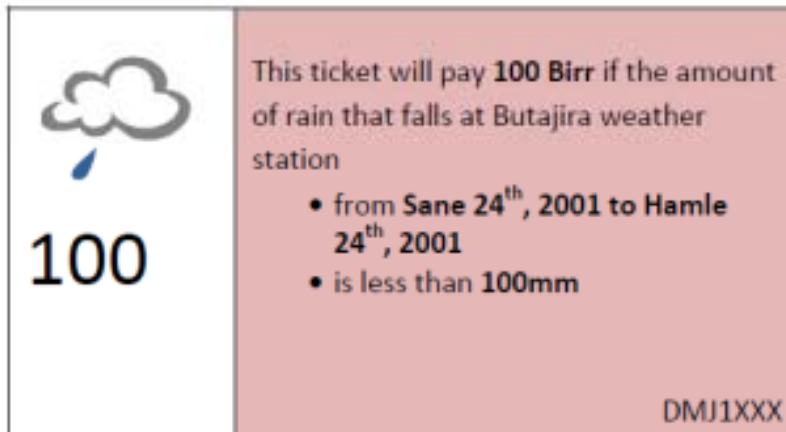 100
This ticket will pay 100 Birr if the amount
of rain that falls at Butajira weather
station
• from Sane 24th, 2001 to Hamle
24th, 2001
• is less than 100mm
DMJ1XXX